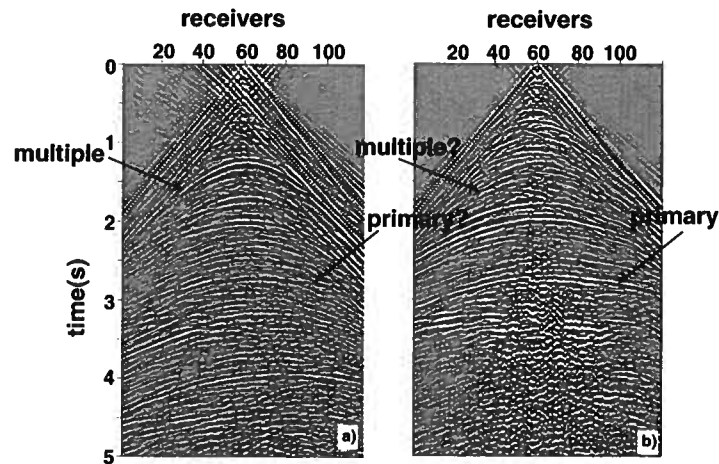 receivers
20 40 60 80 100
receivers
20 40 60 80 100
0
1
2
3
4
5
time(s)
multiple
primary?
a)
multiple?
primary
b)